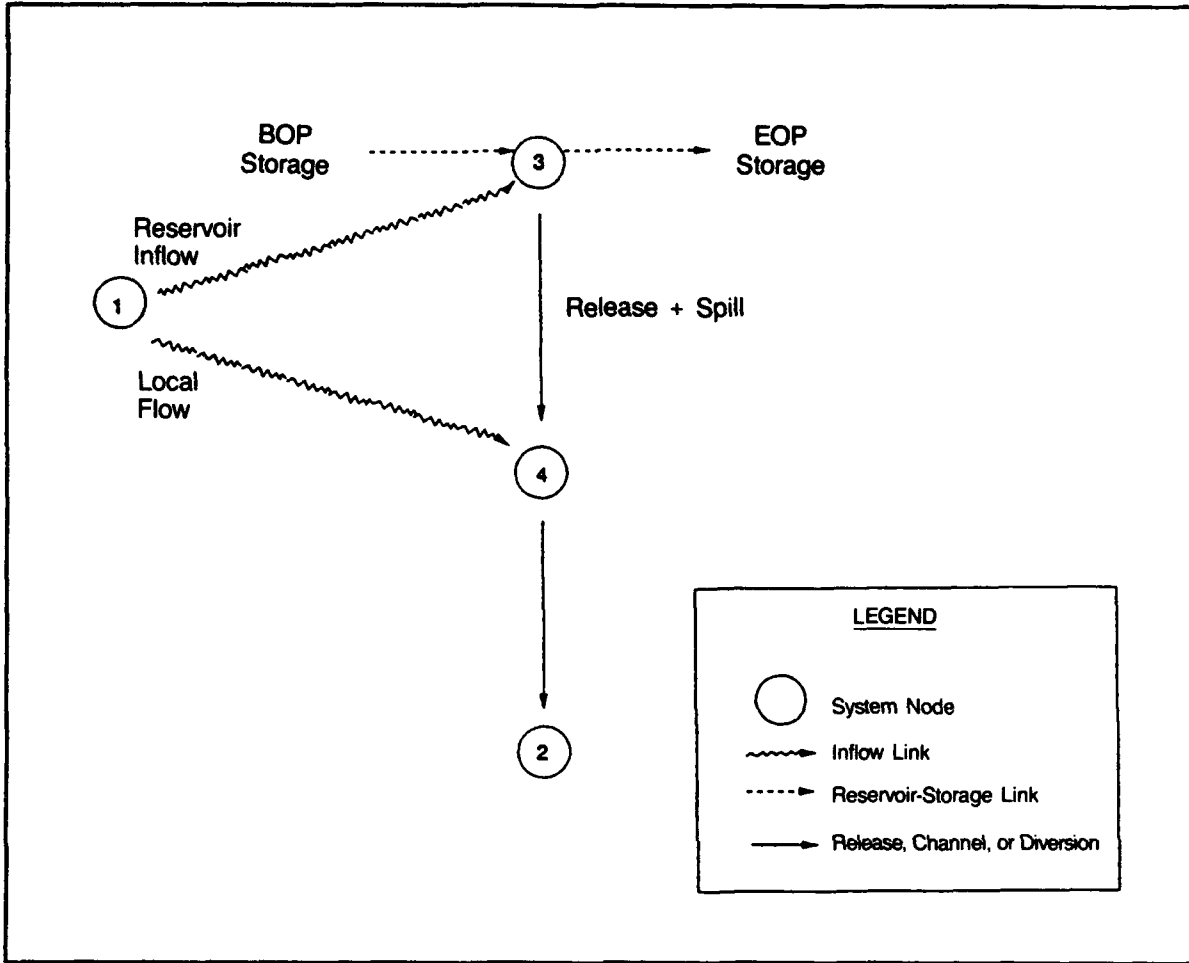 BOP
Storage
3
EOP
Storage
Reservoir
Inflow
1
Release + Spill
Local
Flow
4
2
LEGEND
System Node
Inflow Link
Reservoir-Storage Link
Release, Channel, or Diversion